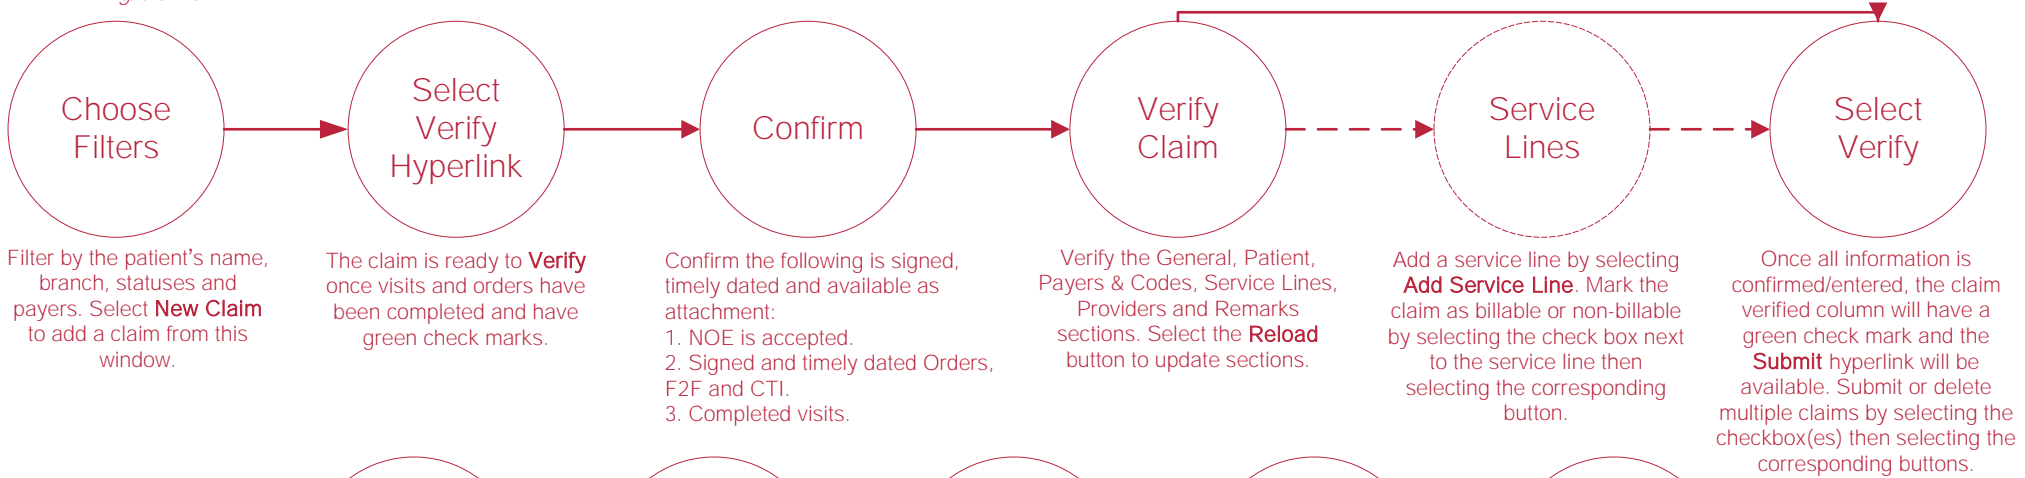 Choose
Filters
Select
Verify
Hyperlink
Confirm
Verify
Claim
Service
Lines
Select
Verify
Filter by the patient's name,
branch, statuses and
payers. Select New Claim
to add a claim from this
window.
The claim is ready to Verify
once visits and orders have
been completed and have
green check marks.
Confirm the following is signed,
timely dated and available as
attachment:
1. NOE is accepted.
2. Signed and timely dated Orders,
F2F and CTI.
3. Completed visits.
Verify the General, Patient,
Payers & Codes, Service Lines,
Providers and Remarks
sections. Select the Reload
button to update sections.
Add a service line by selecting
Add Service Line. Mark the
claim as billable or non-billable
by selecting the check box next
to the service line then
selecting the corresponding
button.
Once all information is
confirmed/entered, the claim
verified column will have a
green check mark and the
Submit hyperlink will be
available. Submit or delete
multiple claims by selecting the
checkbox(es) then selecting the
corresponding buttons.